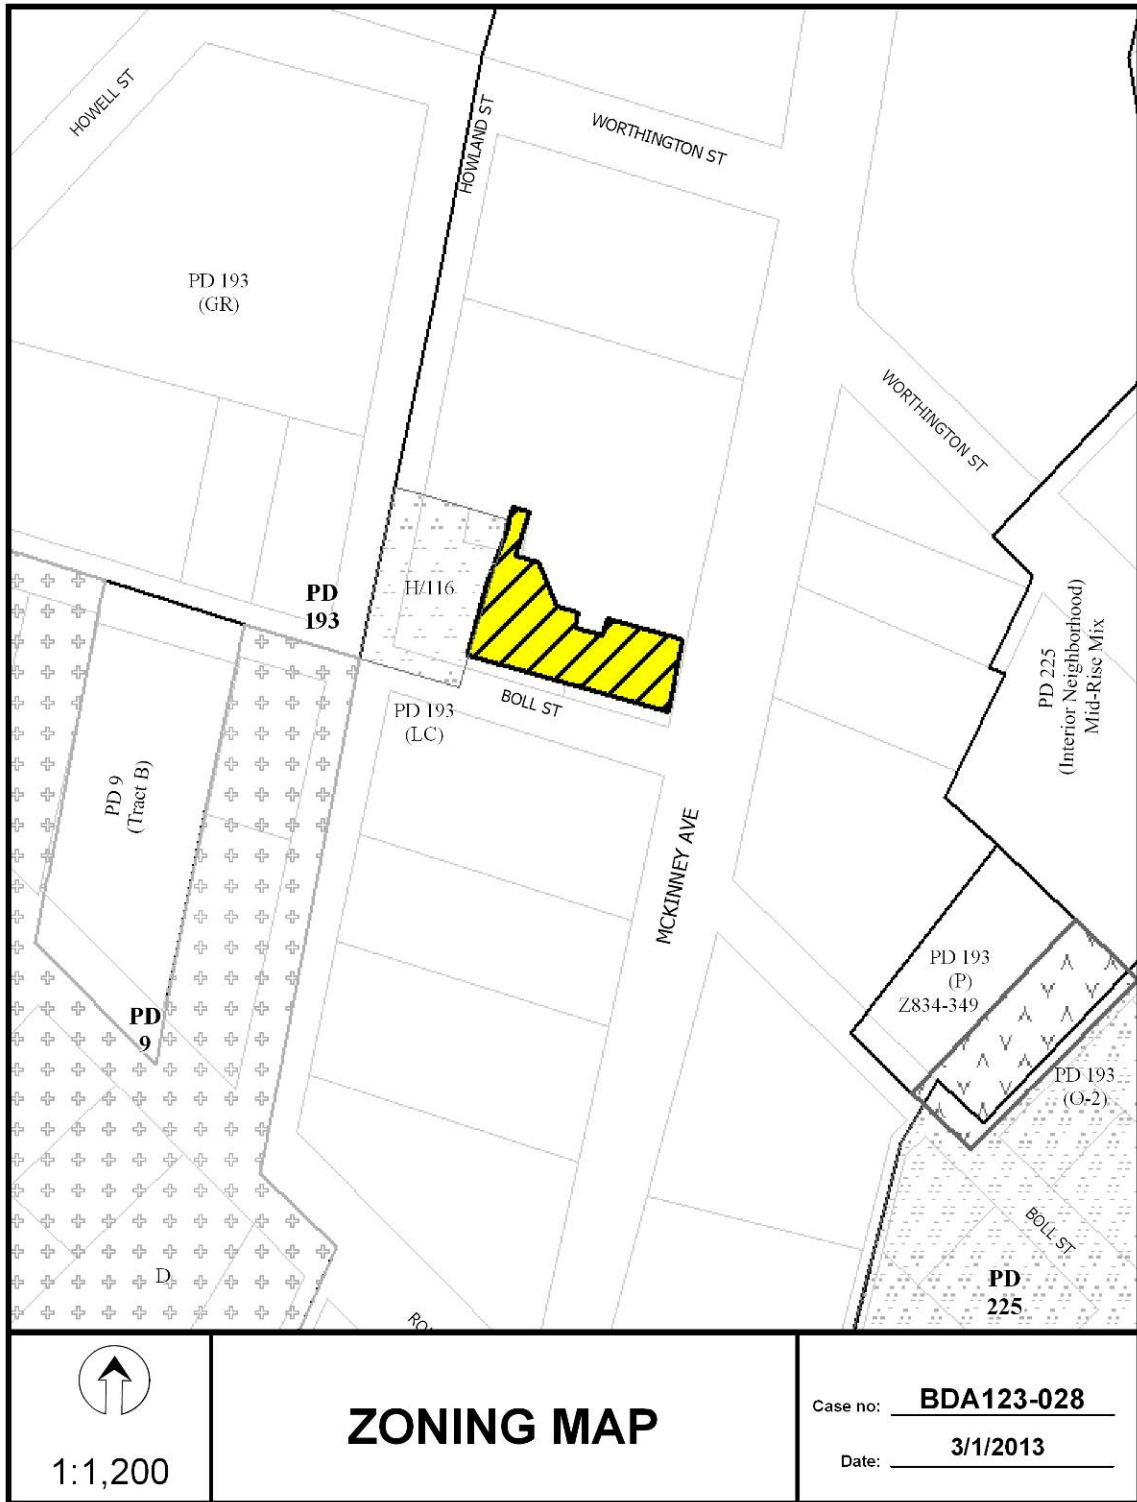 HOWELL ST
HOWLAND ST
WORTHINGTON ST
PD 193
(GR)
WORTHINGTON ST
PD
193
H/116
BOLL ST
PD 193
(LC)
PD 225
(Interior Neighborhood)
Mid-Rise Mix
PD 9
(Tract B)
MCKINNEY AVE
PD 193
(P)
Z834-349
PD
9
PD 193
(O-2)
BOLL ST
D
PD
225
1:1,200
ZONING MAP
Case no: BDA123-028
Date: 3/1/2013